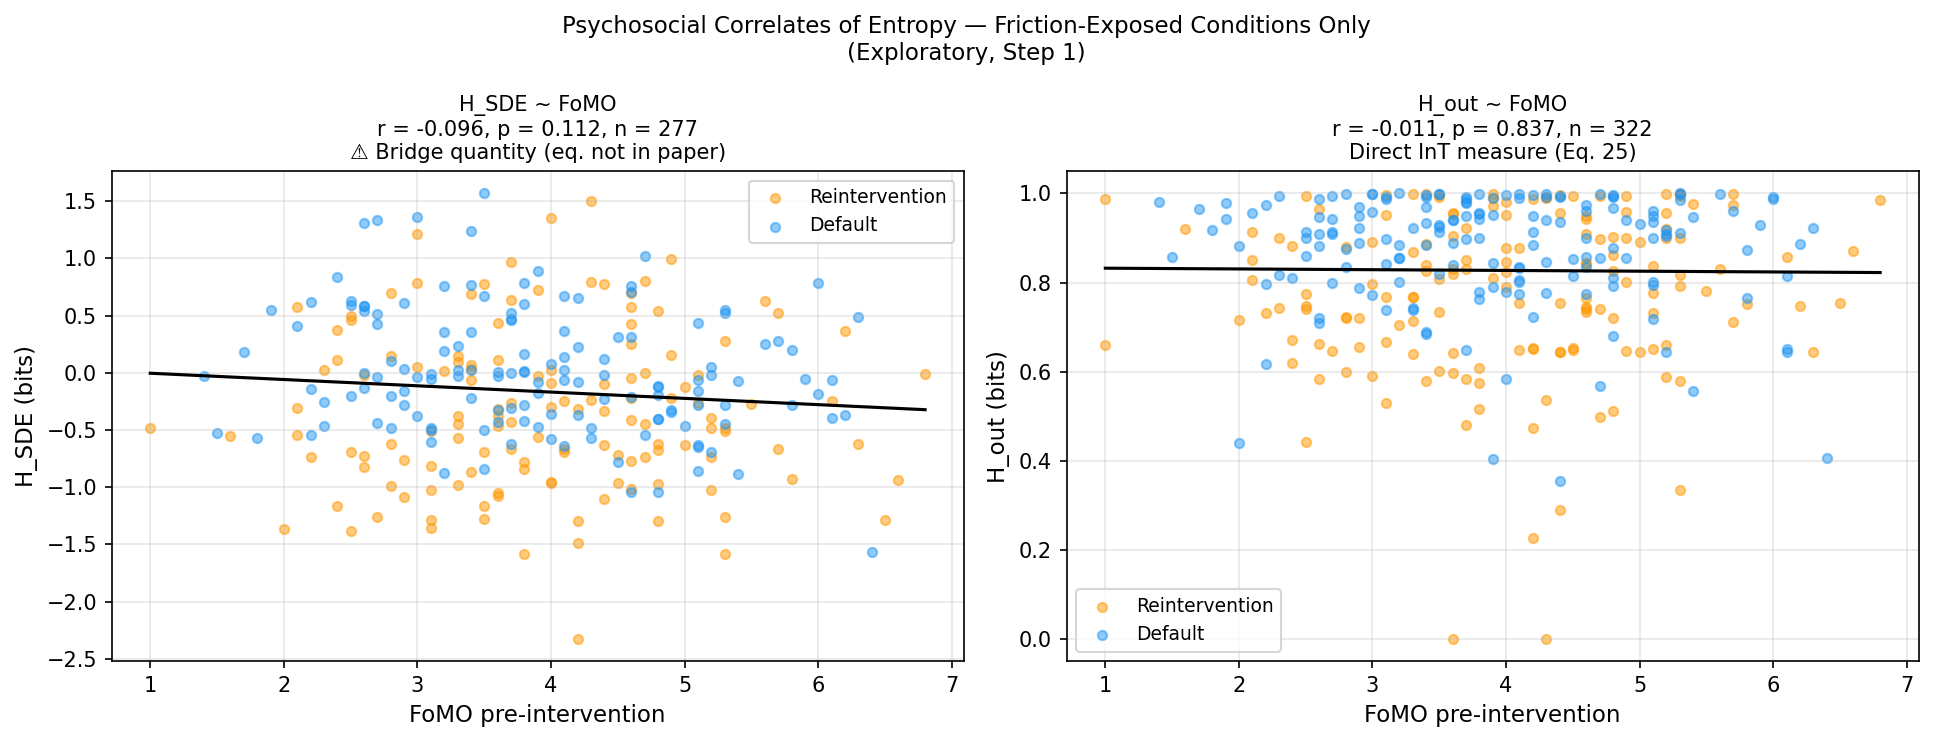 Psychosocial Correlates of Entropy — Friction-Exposed Conditions Only
(Exploratory, Step 1)
H_SDE ~ FoMO
r = -0.096, p = 0.112, n = 277
⚠ Bridge quantity (eq. not in paper)
Reintervention
Default
1.5
1.0
0.5
0.0
−0.5
−1.0
−1.5
−2.0
−2.5
H_SDE (bits)
1 2 3 4 5 6 7
FoMO pre-intervention
H_out ~ FoMO
r = -0.011, p = 0.837, n = 322
Direct InT measure (Eq. 25)
1.0
0.8
0.6
0.4
0.2
0.0
H_out (bits)
Reintervention
Default
1 2 3 4 5 6 7
FoMO pre-intervention